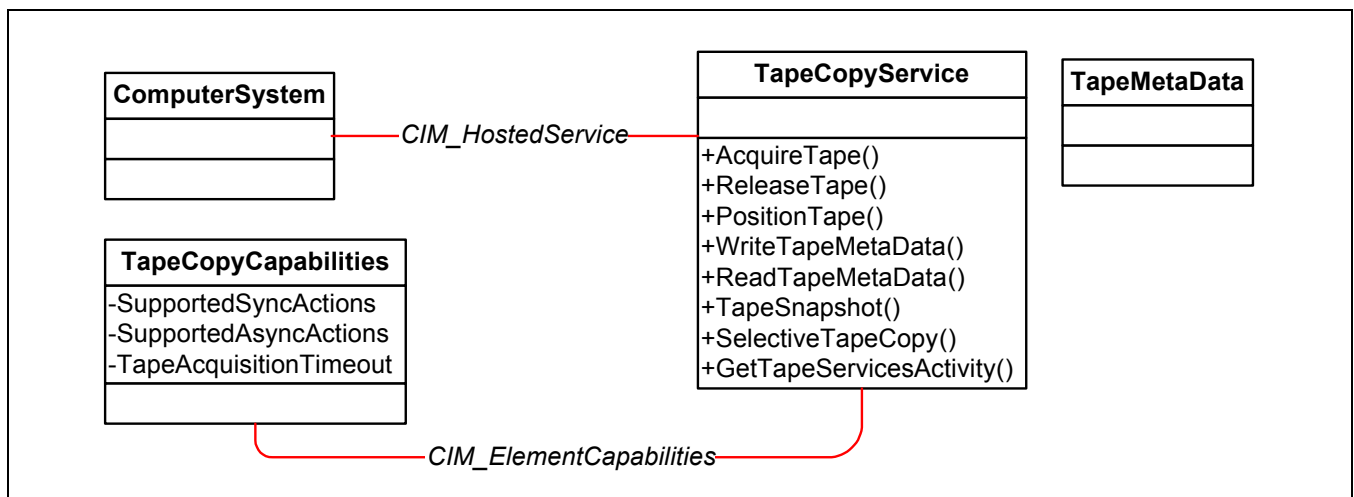 ComputerSystem
CIM_HostedService
TapeCopyService
+AcquireTape()
+ReleaseTape()
+PositionTape()
+WriteTapeMetaData()
+ReadTapeMetaData()
+TapeSnapshot()
+SelectiveTapeCopy()
+GetTapeServicesActivity()
TapeMetaData
TapeCopyCapabilities
-SupportedSyncActions
-SupportedAsyncActions
-TapeAcquisitionTimeout
CIM_ElementCapabilities